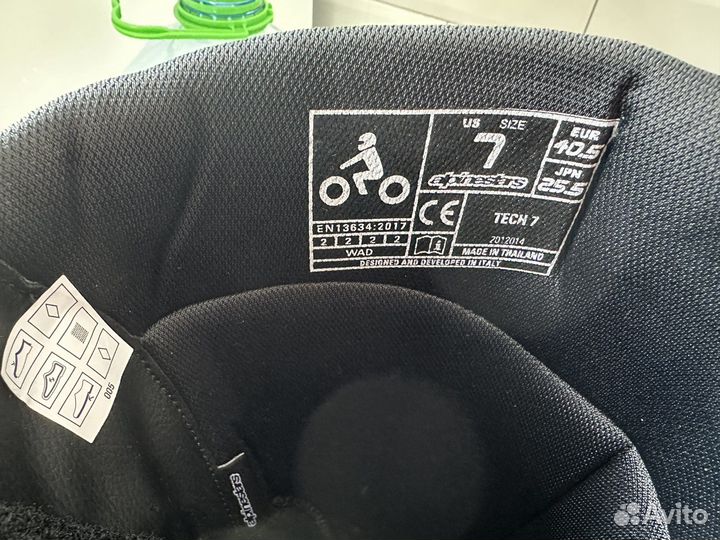 US SIZE
7
alpinestars
EUR
40.5
JPN
25.5
EN13634:2017
2 2 2 2
WAD
CE
i
TECH 7
2012014
MADE IN THAILAND
DESIGNED AND DEVELOPED IN ITALY
005
alpinestars
Avito